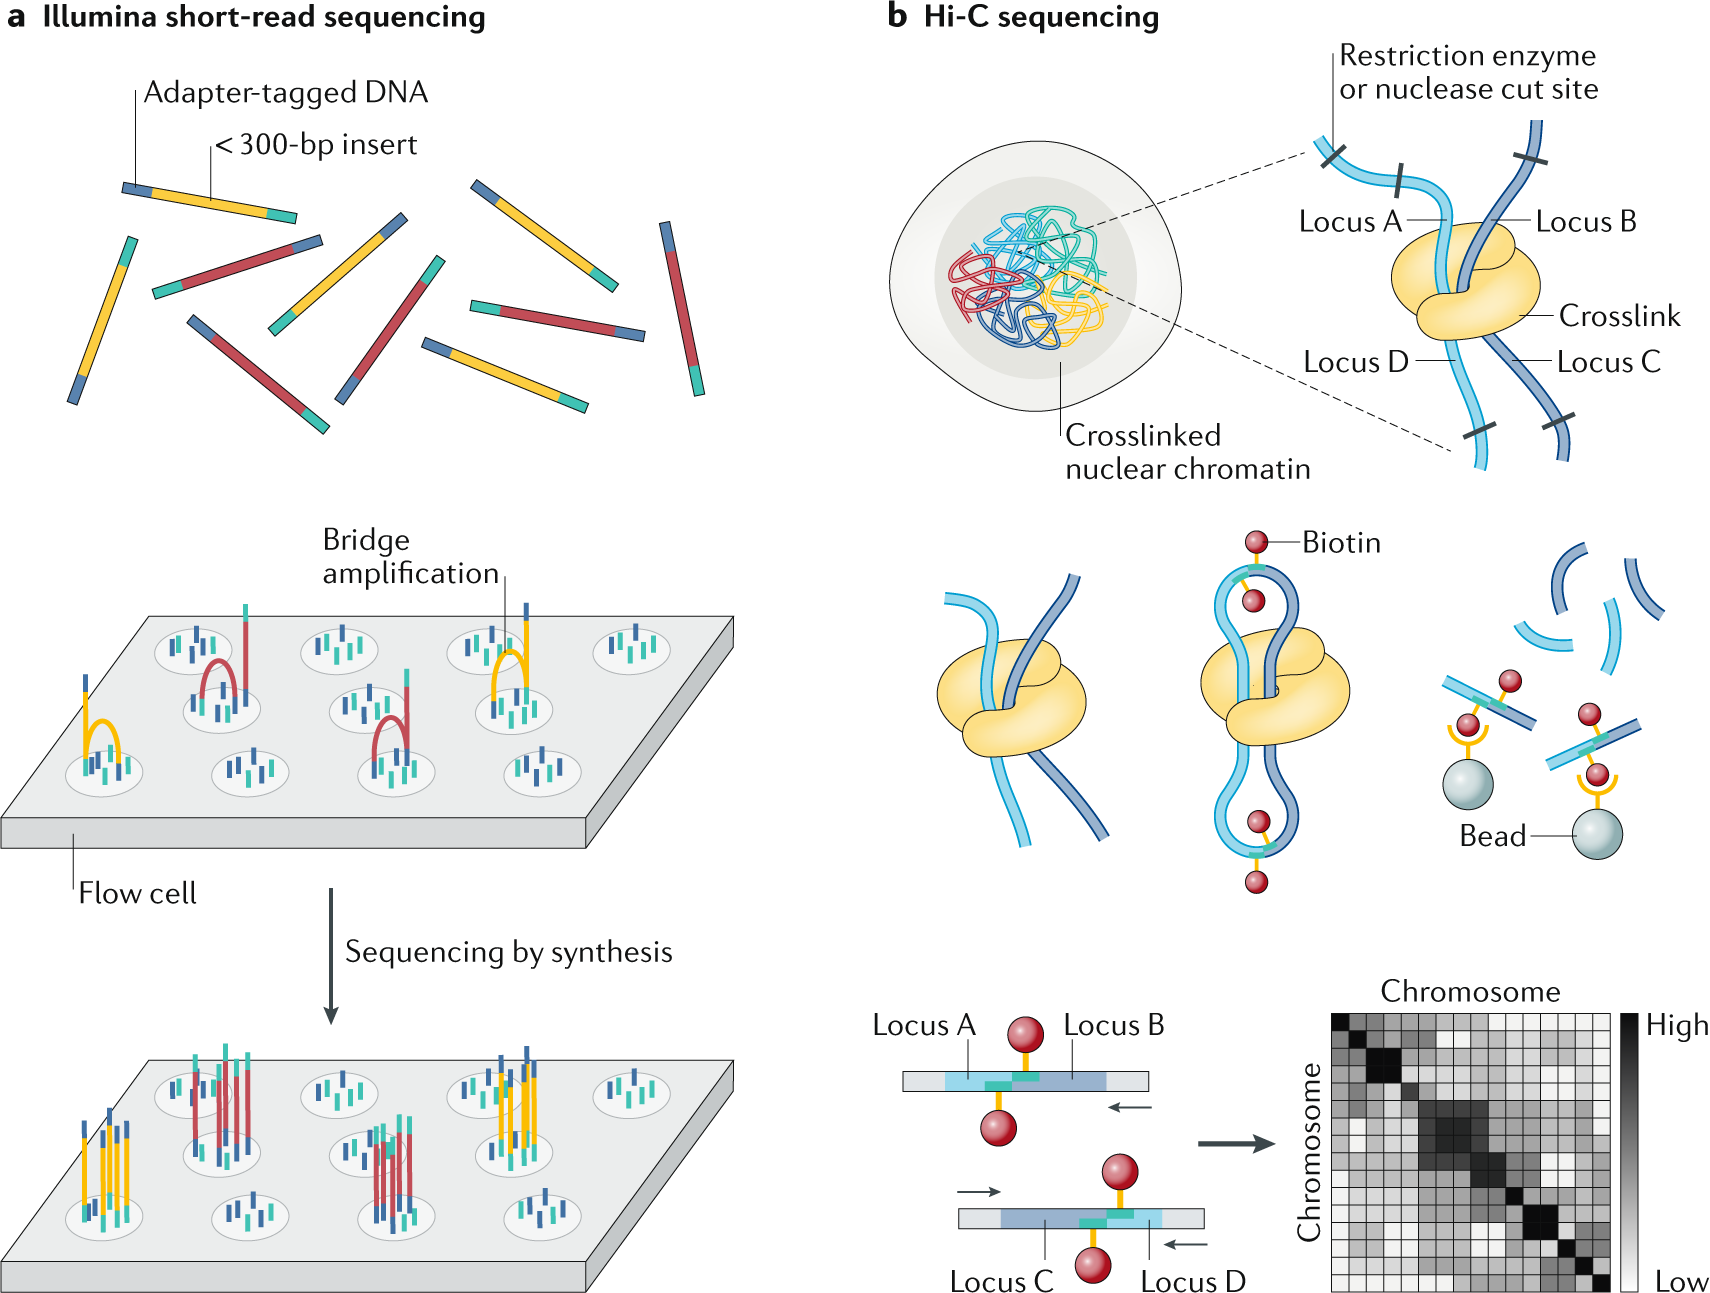 a Illumina short-read sequencing
Adapter-tagged DNA
< 300-bp insert
Bridge
amplification
Flow cell
Sequencing by synthesis
b Hi-C sequencing
Restriction enzyme
or nuclease cut site
Locus A
Locus B
Crosslink
Locus D
Locus C
Crosslinked
nuclear chromatin
Biotin
Bead
Locus A
Locus B
Locus C
Locus D
Chromosome
Chromosome
High
Low